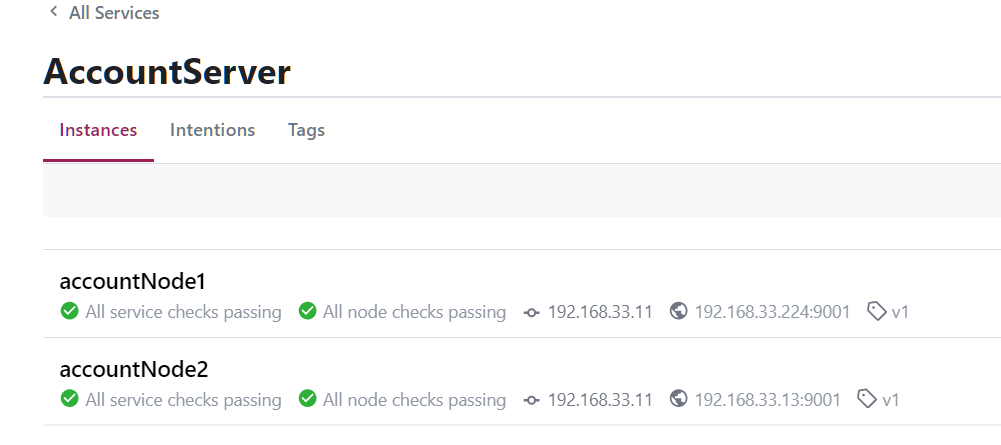 All Services
AccountServer
Instances Intentions Tags
accountNode1
All service checks passing All node checks passing 192.168.33.11 192.168.33.224:9001 v1
accountNode2
All service checks passing All node checks passing 192.168.33.11 192.168.33.13:9001 v1